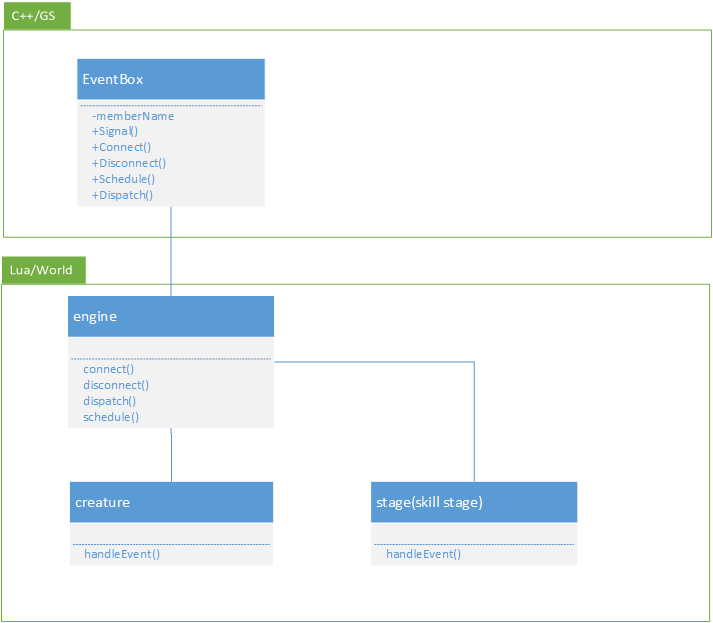 C++/GS
EventBox
-memberName
+Signal()
+Connect()
+Disconnect()
+Schedule()
+Dispatch()
Lua/World
engine
connect()
disconnect()
dispatch()
schedule()
creature
handleEvent()
stage(skill stage)
handleEvent()